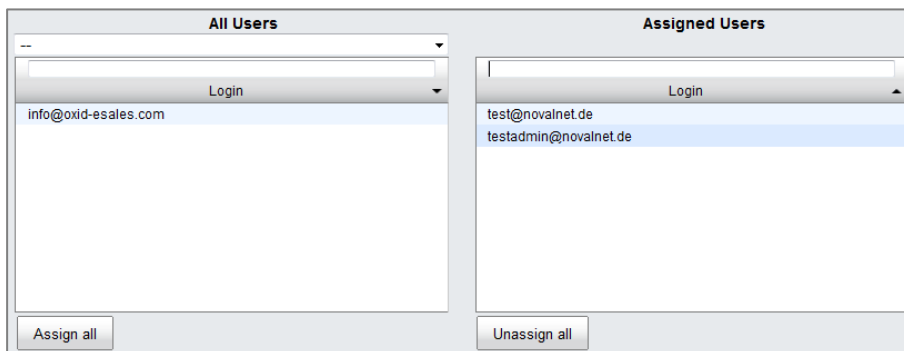 All Users
--
Login
info@oxid-esales.com
Assign all
Assigned Users
Login
test@novalnet.de
testadmin@novalnet.de
Unassign all